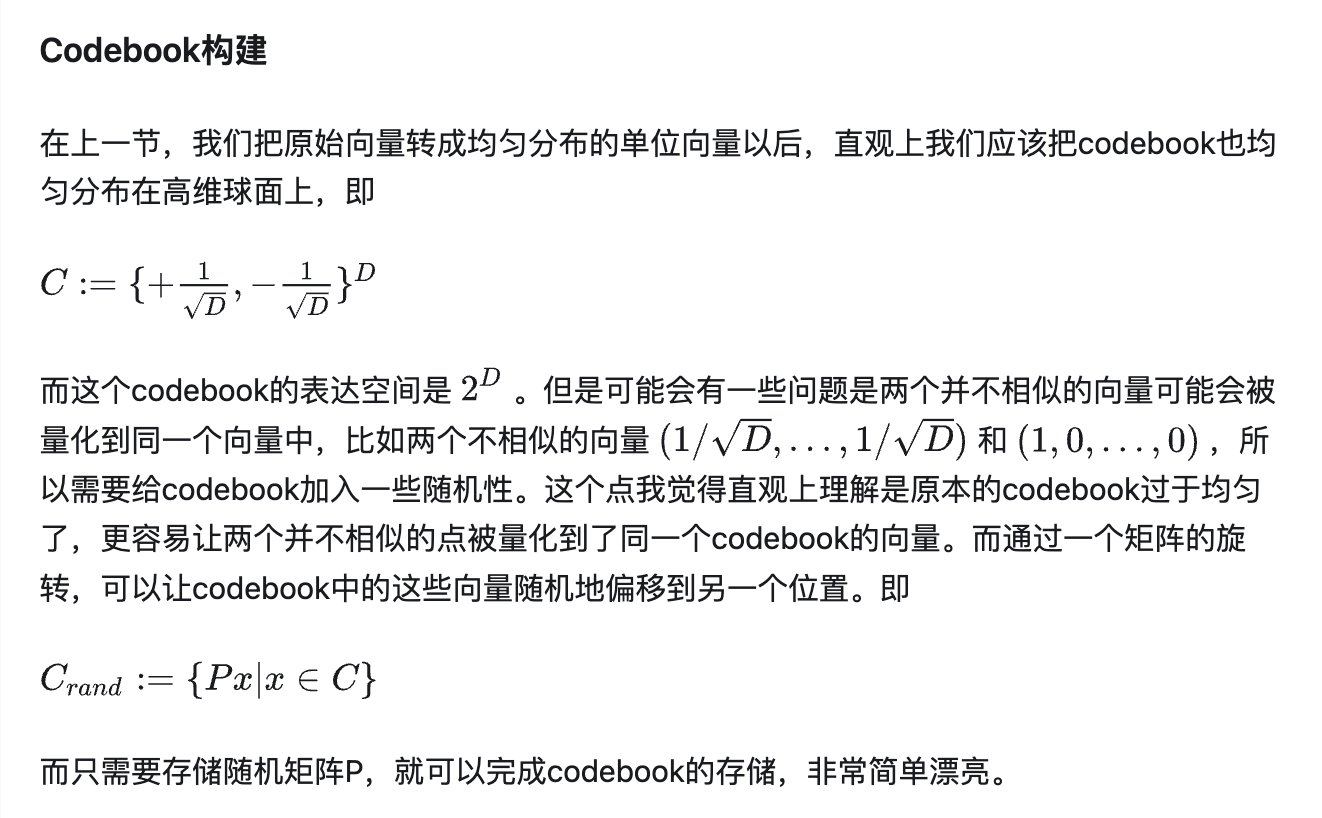 Codebook构建
在上一节，我们把原始向量转成均匀分布的单位向量以后，直观上我们应该把codebook也均
匀分布在高维球面上，即
$C := \{+\frac{1}{\sqrt{D}}, -\frac{1}{\sqrt{D}}\}^D$
而这个codebook的表达空间是 $2^D$ 。但是可能会有一些问题是两个并不相似的向量可能会被
量化到同一个向量中，比如两个不相似的向量 $(1/\sqrt{D}, \ldots, 1/\sqrt{D})$ 和 $(1, 0, \ldots, 0)$ ，所
以需要给codebook加入一些随机性。这个点我觉得直观上理解是原本的codebook过于均匀
了，更容易让两个并不相似的点被量化到了同一个codebook的向量。而通过一个矩阵的旋
转，可以让codebook中的这些向量随机地偏移到另一个位置。即
$C_{rand} := \{Px|x \in C\}$
而只需要存储随机矩阵P，就可以完成codebook的存储，非常简单漂亮。